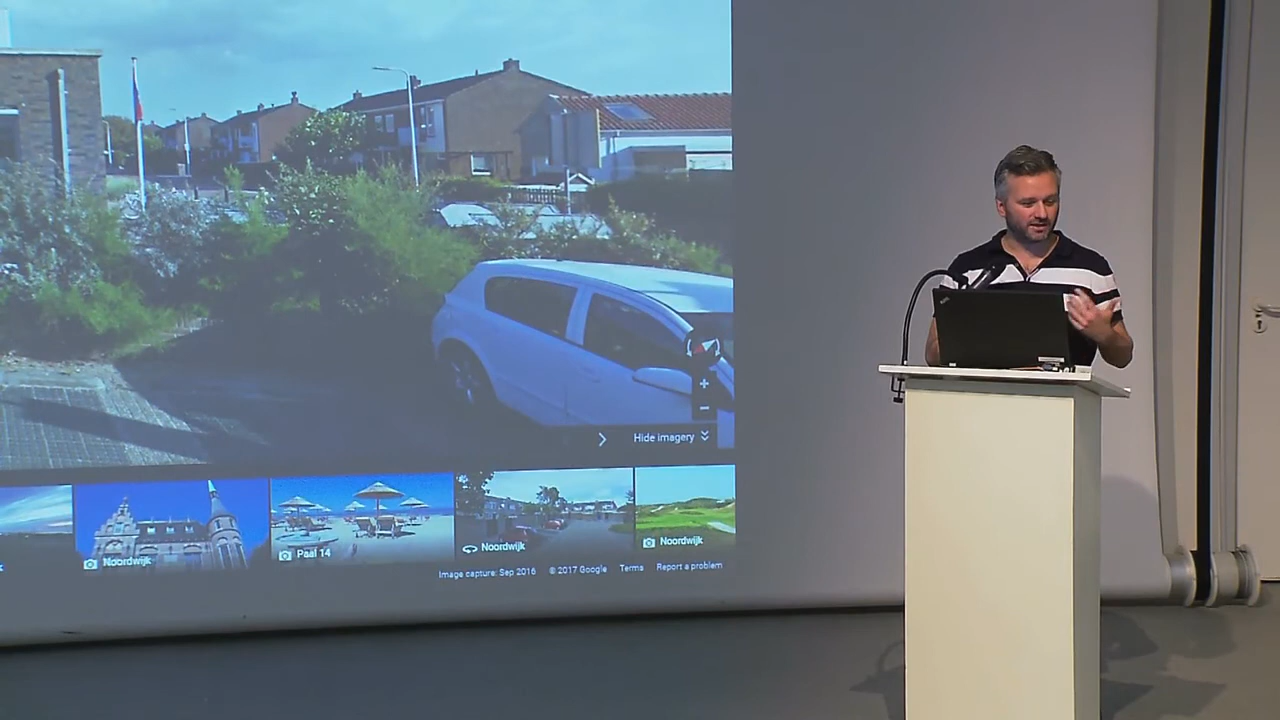 +
−
Hide imagery
k
Noordwijk
Paal 14
Noordwijk
Noordwijk
Image capture: Sep 2016 © 2017 Google Terms Report a problem